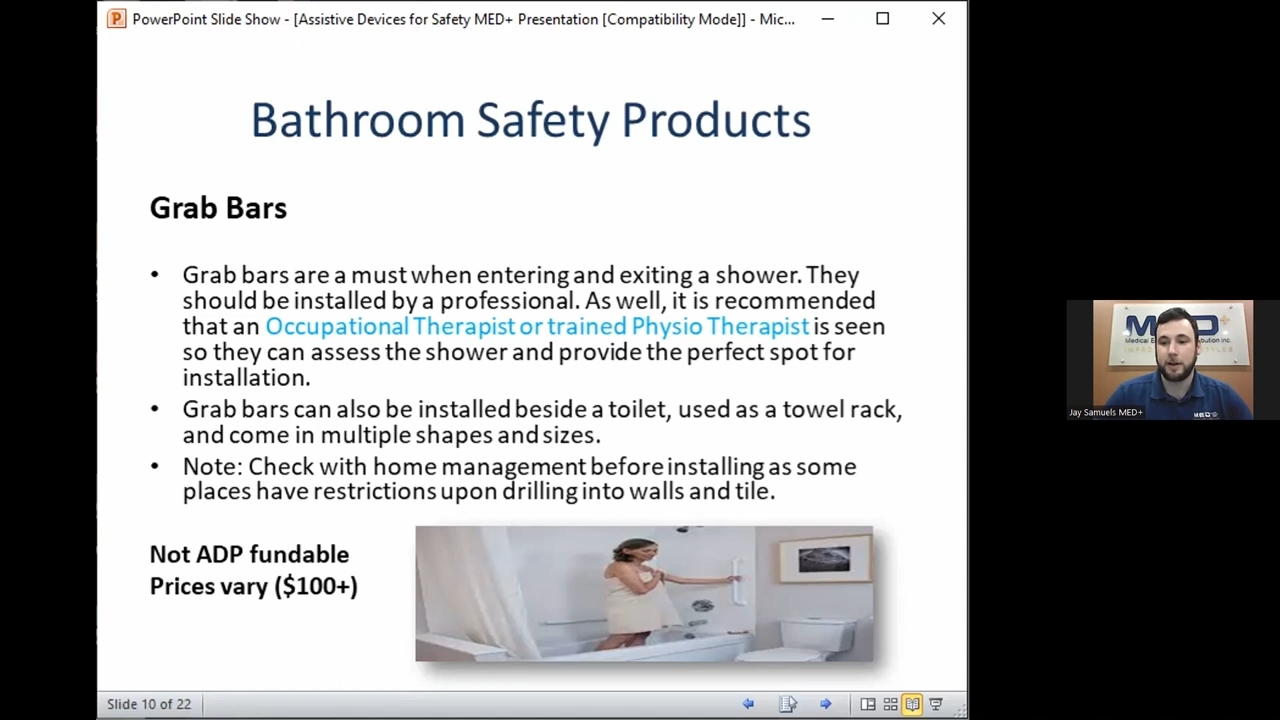 PowerPoint Slide Show - [Assistive Devices for Safety MED+ Presentation [Compatibility Mode]] - Mic...
Bathroom Safety Products
Grab Bars
• Grab bars are a must when entering and exiting a shower. They
should be installed by a professional. As well, it is recommended
that an Occupational Therapist or trained Physio Therapist is seen
so they can assess the shower and provide the perfect spot for
installation.
• Grab bars can also be installed beside a toilet, used as a towel rack,
and come in multiple shapes and sizes.
• Note: Check with home management before installing as some
places have restrictions upon drilling into walls and tile.
Not ADP fundable
Prices vary ($100+)
Slide 10 of 22
Medical
Jay Samuels MED+